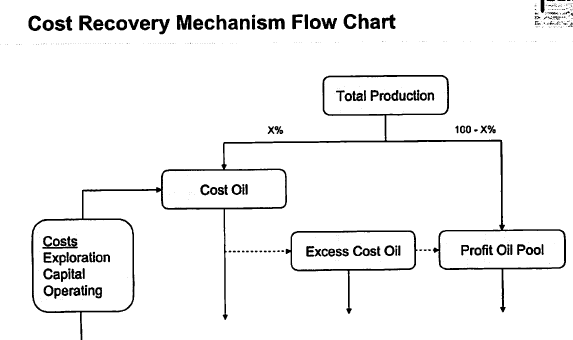 Cost Recovery Mechanism Flow Chart
Total Production
X%
100 - X%
Cost Oil
Costs
Exploration
Capital
Operating
Excess Cost Oil
Profit Oil Pool